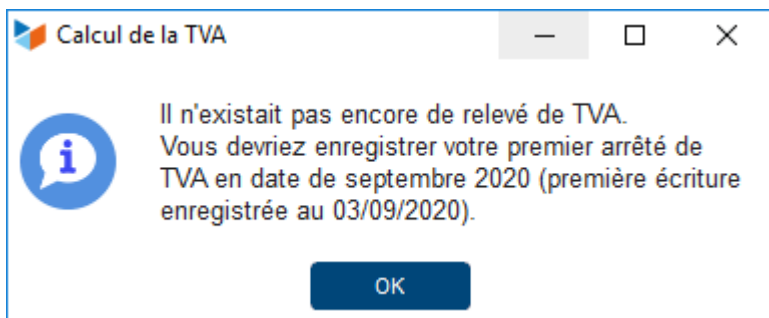 Calcul de la TVA
Il n'existait pas encore de relevé de TVA.
Vous devriez enregistrer votre premier arrêté de
TVA en date de septembre 2020 (première écriture
enregistrée au 03/09/2020).
OK